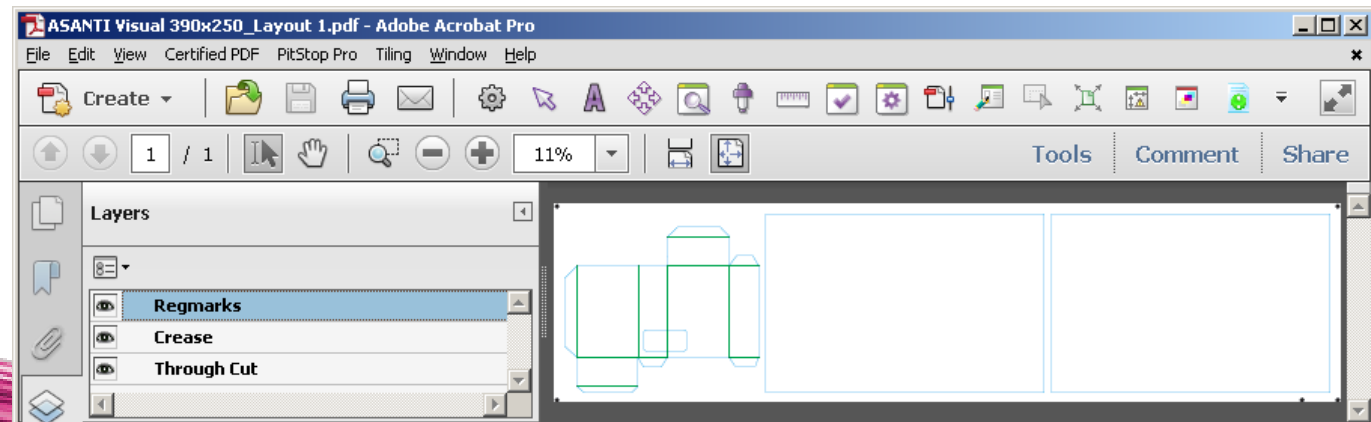 ASANTI Visual 390x250_Layout 1.pdf - Adobe Acrobat Pro
File Edit View Certified PDF PitStop Pro Tiling Window Help
Create
1 / 1 11% Tools Comment Share
Layers
Regmarks
Crease
Through Cut